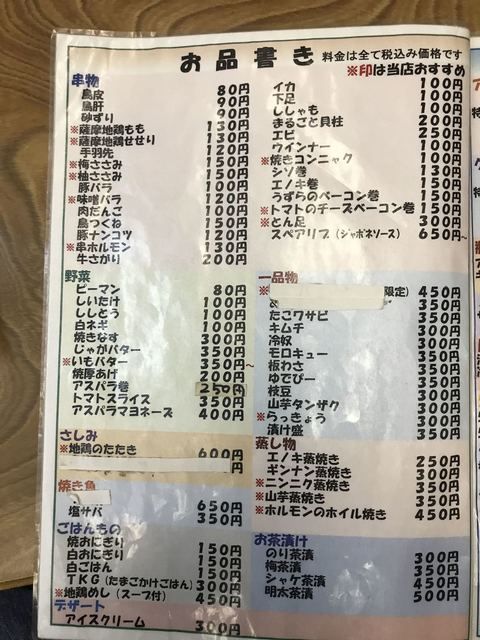 お品書き 料金は全て税込み価格です
※印は当店おすすめ
串物
鳥皮 80円
鳥肝 90円
砂ずり 90円
※薩摩地鶏もも 130円
※薩摩地鶏せせり 130円
手羽先 120円
※梅ささみ 150円
※柚ささみ 150円
豚バラ 100円
※味噌バラ 120円
肉だんご 100円
鳥つくね 150円
豚ナンコツ 120円
※串ホルモン 130円
牛さがり 200円
イカ 100円
下足 100円
ししゃも 100円
まるごと貝柱 200円
エビ 250円
ウインナー 100円
※焼きコンニャク 100円
シソ巻 130円
エノキ巻 150円
うずらのベーコン巻 150円
※トマトのチーズベーコン巻 150円
※とん足 300円
スペアリブ（ジャポネソース） 650円~
野菜
ピーマン 80円
しいたけ 100円
ししとう 100円
白ネギ 100円
焼きなす 300円
じゃがバター 350円
※いもバター 350円~
焼厚あげ 200円
アスパラ巻 250円
トマトスライス 350円
アスパラマヨネーズ 400円
さしみ
※地鶏のたたき 600円
円
焼き魚
650円
塩サバ 350円
ごはんもの
焼おにぎり 150円
白おにぎり 150円
白ごはん 150円
TKG（たまごかけごはん） 300円
※地鶏めし（スープ付） 450円
デザート
アイスクリーム 300円
一品物
※ 限定） 450円
※ 300円
たこワサビ 350円
キムチ 300円
冷奴 300円
モロキュー 300円
板わさ 350円
ゆでぴー 300円
枝豆 300円
山芋タンザク 300円
※らっきょう 300円
漬け盛 350円
蒸し物
エノキ蒸焼き 250円
ギンナン蒸焼き 300円
※ニンニク蒸焼き 350円
※山芋蒸焼き 350円
※ホルモンのホイル焼き 450円
お茶漬け
のり茶漬 300円
梅茶漬 350円
シャケ茶漬 450円
明太茶漬 500円